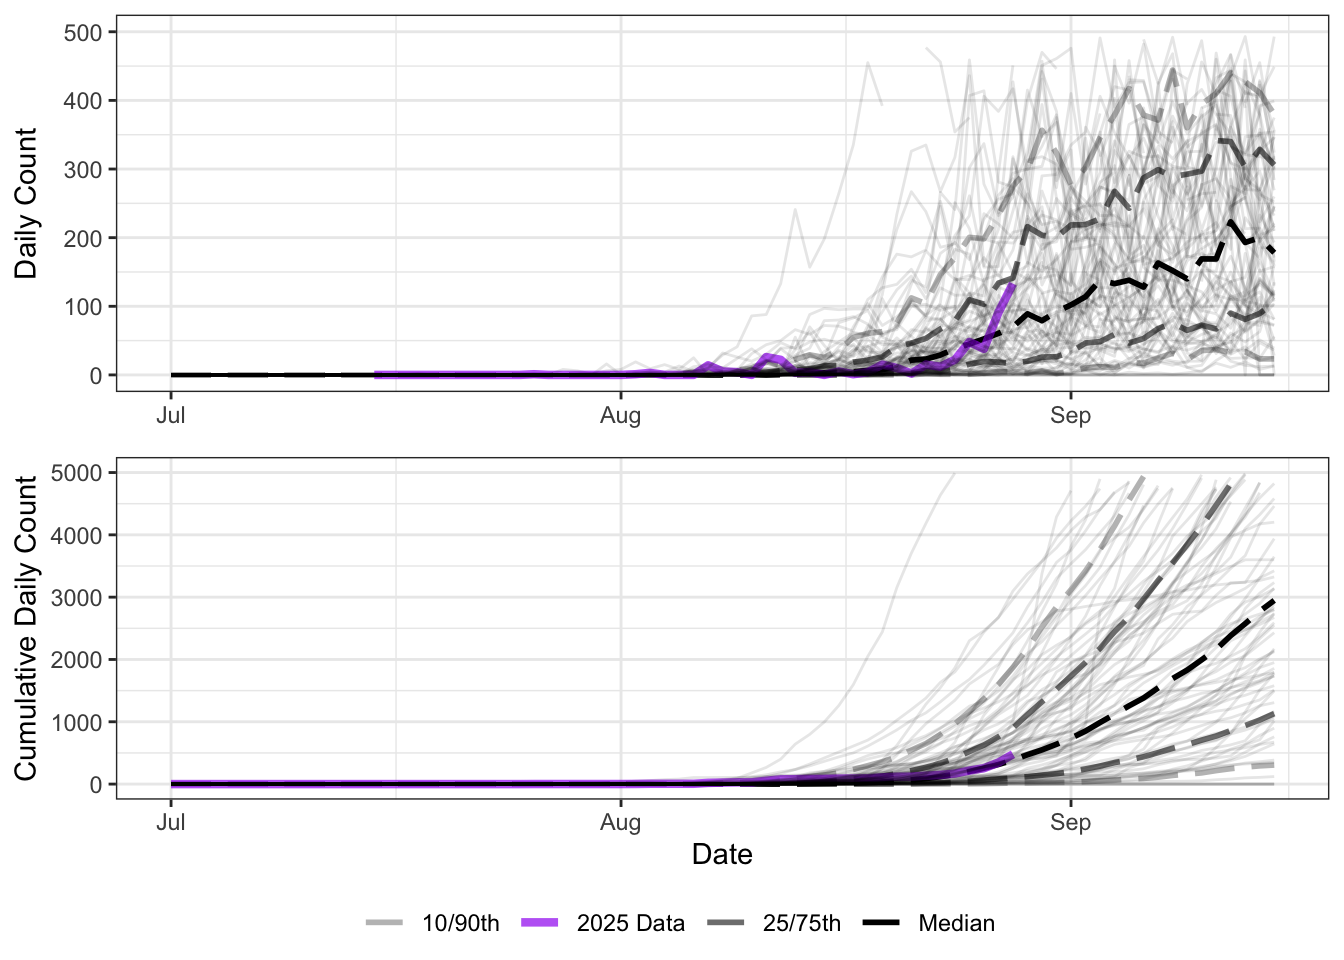 Daily Count
500
400
300
200
100
0
Jul Aug Sep
Cumulative Daily Count
5000
4000
3000
2000
1000
0
Jul Aug Sep
Date
10/90th 2025 Data 25/75th Median